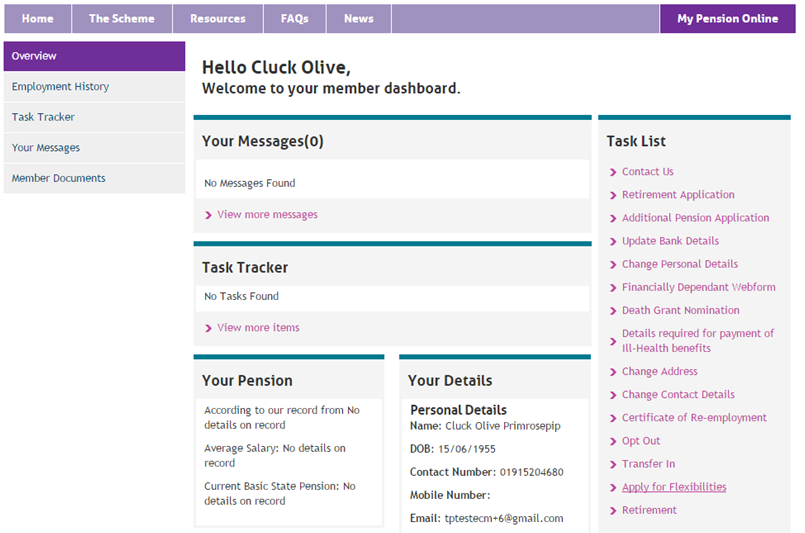 Home
The Scheme
Resources
FAQs
News
My Pension Online
Overview
Employment History
Task Tracker
Your Messages
Member Documents
Hello Cluck Olive,
Welcome to your member dashboard.
Your Messages(0)
No Messages Found
View more messages
Task Tracker
No Tasks Found
View more items
Your Pension
According to our record from No
details on record
Average Salary: No details on
record
Current Basic State Pension: No
details on record
Your Details
Personal Details
Name: Cluck Olive Primrosepip
DOB: 15/06/1955
Contact Number: 01915204680
Mobile Number:
Email: tptestecm+6@gmail.com
Task List
Contact Us
Retirement Application
Additional Pension Application
Update Bank Details
Change Personal Details
Financially Dependant Webform
Death Grant Nomination
Details required for payment of
Ill-Health benefits
Change Address
Change Contact Details
Certificate of Re-employment
Opt Out
Transfer In
Apply for Flexibilities
Retirement